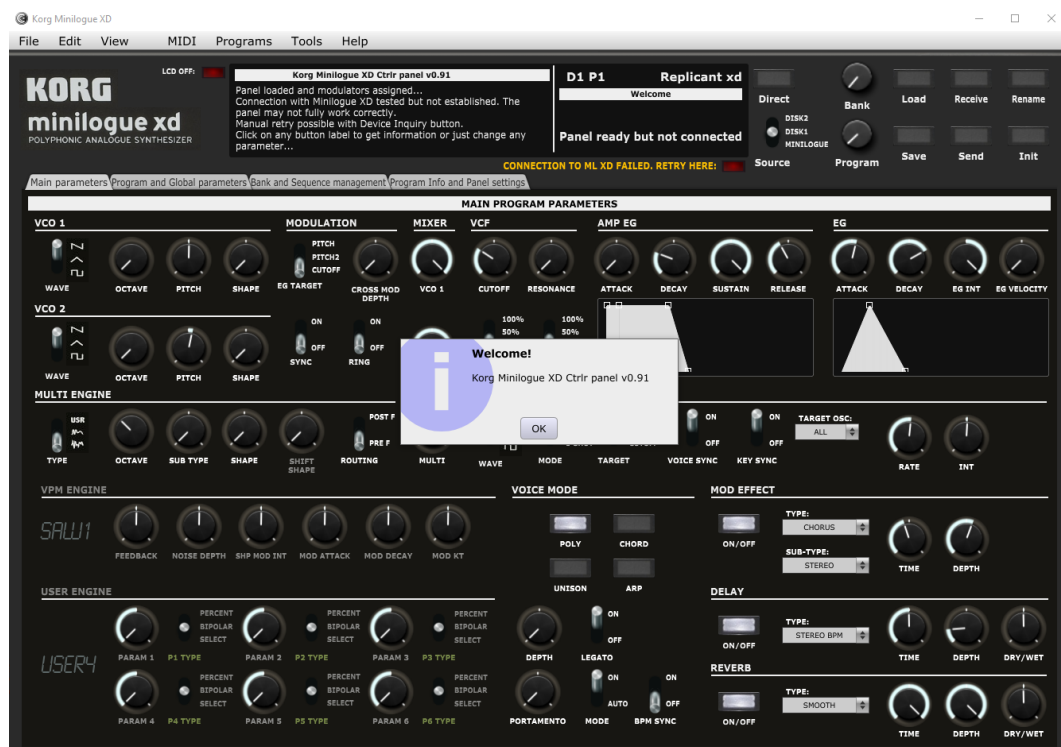 Korg Minilogue XD
File Edit View MIDI Programs Tools Help
KORG
minilogue xd
POLYPHONIC ANALOGUE SYNTHESIZER
LCD OFF:
Korg Minilogue XD Ctrlr panel v0.91
Panel loaded and modulators assigned...
Connection with Minilogue XD tested but not established. The
panel may not fully work correctly.
Manual retry possible with Device Inquiry button.
Click on any button label to get information or just change any
parameter...
D1 P1 Replicant xd
Welcome
Panel ready but not connected
CONNECTION TO ML XD FAILED. RETRY HERE:
Direct
DISK2
DISK1
MINILOGUE
Source
Bank
Program
Load Receive Rename
Save Send Init
Main parameters Program and Global parameters Bank and Sequence management Program Info and Panel settings
MAIN PROGRAM PARAMETERS
VCO 1
WAVE OCTAVE PITCH SHAPE
MODULATION
PITCH
PITCH2
CUTOFF
EG TARGET
CROSS MOD
DEPTH
MIXER
VCO 1
VCF
CUTOFF RESONANCE
AMP EG
ATTACK DECAY SUSTAIN RELEASE
EG
ATTACK DECAY EG INT EG VELOCITY
VCO 2
WAVE OCTAVE PITCH SHAPE
ON
OFF
SYNC
ON
OFF
RING
100%
50%
100%
50%
Welcome!
Korg Minilogue XD Ctrlr panel v0.91
OK
MULTI ENGINE
USR
TYPE OCTAVE SUB TYPE SHAPE
SHIFT
SHAPE
POST F
PRE F
ROUTING
MULTI
WAVE MODE TARGET
ON
OFF
VOICE SYNC
ON
OFF
KEY SYNC
TARGET OSC:
ALL
RATE INT
VPM ENGINE
SAW1
FEEDBACK NOISE DEPTH SHP MOD INT MOD ATTACK MOD DECAY MOD KT
VOICE MODE
POLY CHORD
UNISON ARP
MOD EFFECT
ON/OFF
TYPE:
CHORUS
SUB-TYPE:
STEREO
TIME DEPTH
USER ENGINE
USER4
PERCENT
BIPOLAR
SELECT
PARAM 1 P1 TYPE
PERCENT
BIPOLAR
SELECT
PARAM 2 P2 TYPE
PERCENT
BIPOLAR
SELECT
PARAM 3 P3 TYPE
PERCENT
BIPOLAR
SELECT
PARAM 4 P4 TYPE
PERCENT
BIPOLAR
SELECT
PARAM 5 P5 TYPE
PERCENT
BIPOLAR
SELECT
PARAM 6 P6 TYPE
DEPTH
ON
OFF
LEGATO
PORTAMENTO
ON
AUTO
MODE
ON
OFF
BPM SYNC
DELAY
ON/OFF
TYPE:
STEREO BPM
TIME DEPTH DRY/WET
REVERB
ON/OFF
TYPE:
SMOOTH
TIME DEPTH DRY/WET